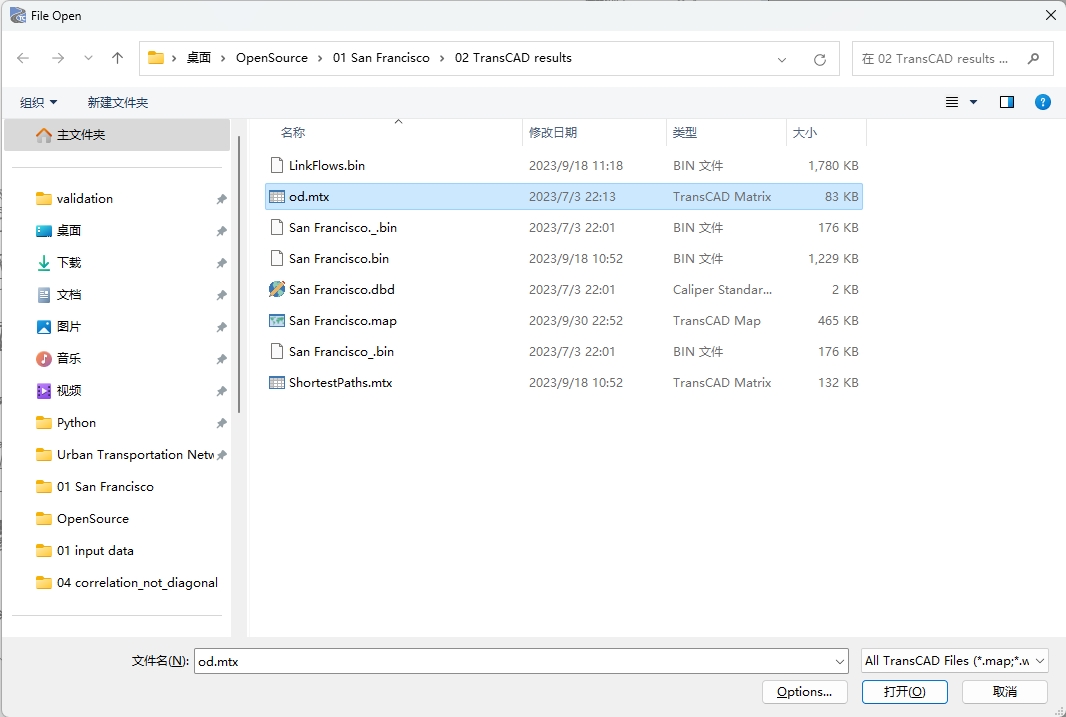 File Open
桌面 OpenSource 01 San Francisco 02 TransCAD results
在 02 TransCAD results ...
组织 新建文件夹
主文件夹
validation
桌面
下载
文档
图片
音乐
视频
Python
Urban Transportation Netw
01 San Francisco
OpenSource
01 input data
04 correlation_not_diagonal
名称 修改日期 类型 大小
LinkFlows.bin 2023/9/18 11:18 BIN 文件 1,780 KB
od.mtx 2023/7/3 22:13 TransCAD Matrix 83 KB
San Francisco._.bin 2023/7/3 22:01 BIN 文件 176 KB
San Francisco.bin 2023/9/18 10:52 BIN 文件 1,229 KB
San Francisco.dbd 2023/7/3 22:01 Caliper Standar... 2 KB
San Francisco.map 2023/9/30 22:52 TransCAD Map 465 KB
San Francisco_.bin 2023/7/3 22:01 BIN 文件 176 KB
ShortestPaths.mtx 2023/9/18 10:52 TransCAD Matrix 132 KB
文件名(N): od.mtx All TransCAD Files (*.map;*.w
Options... 打开(O) 取消